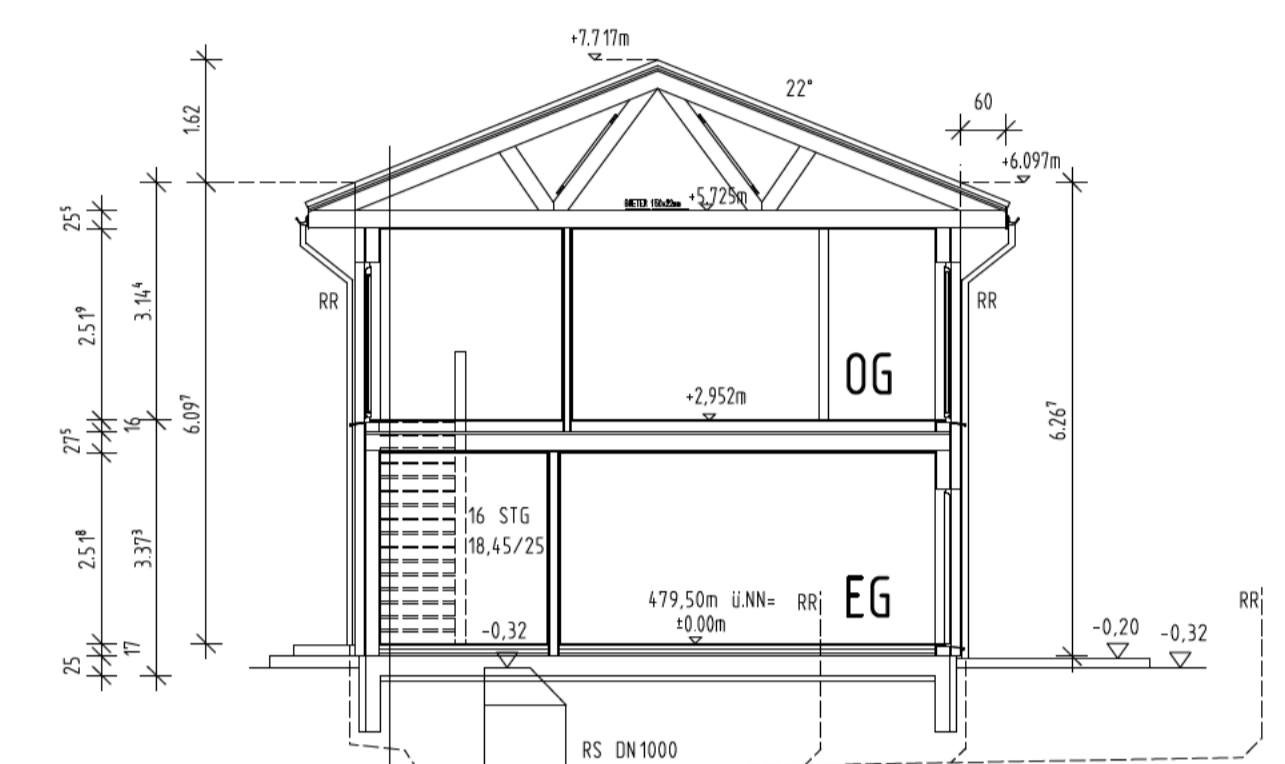 +7.717m
22°
60
1.62
+6.097m
+5.725m
25⁵
3.14⁴
RR
RR
2.51⁹
OG
+2,952m
6.09⁷
6.26⁷
16
27⁵
16 STG
18,45/25
2.51⁸
3.37³
479,50m ü.NN=
±0.00m
RR
EG
RR
-0,32
-0,20
-0,32
17
25
RS DN1000